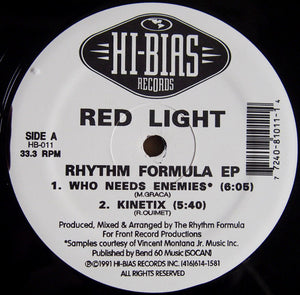 HI-BIAS
RECORDS
RED LIGHT
SIDE A
HB-011
33.3 RPM
7 7240-81011-1 4
RHYTHM FORMULA EP
1. WHO NEEDS ENEMIES* (6:05)
(M.GRACA)
2. KINETIX (5:40)
(R.OUIMET)
Produced, Mixed & Arranged by The Rhythm Formula
For Front Record Productions
*Samples courtesy of Vincent Montana Jr. Music Inc.
Published by Bend 60 Music (SOCAN)
Ⓟ©1991 HI-BIAS RECORDS INC. (416)614-1581
ALL RIGHTS RESERVED